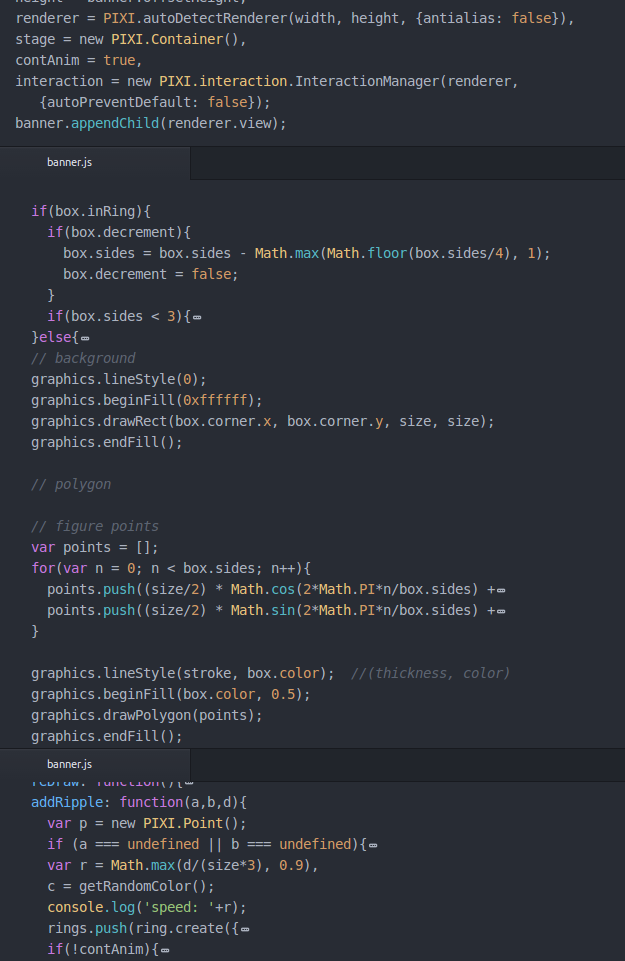 height = banner.offsetHeight,
renderer = PIXI.autoDetectRenderer(width, height, {antialias: false}),
stage = new PIXI.Container(),
contAnim = true,
interaction = new PIXI.interaction.InteractionManager(renderer,
{autoPreventDefault: false});
banner.appendChild(renderer.view);
banner.js
if(box.inRing){
if(box.decrement){
box.sides = box.sides - Math.max(Math.floor(box.sides/4), 1);
box.decrement = false;
}
if(box.sides < 3){
}else{
// background
graphics.lineStyle(0);
graphics.beginFill(0xffffff);
graphics.drawRect(box.corner.x, box.corner.y, size, size);
graphics.endFill();
// polygon
// figure points
var points = [];
for(var n = 0; n < box.sides; n++){
points.push((size/2) * Math.cos(2*Math.PI*n/box.sides) +
points.push((size/2) * Math.sin(2*Math.PI*n/box.sides) +
}
graphics.lineStyle(stroke, box.color);  //(thickness, color)
graphics.beginFill(box.color, 0.5);
graphics.drawPolygon(points);
graphics.endFill();
banner.js
reDraw: function(){
addRipple: function(a,b,d){
var p = new PIXI.Point();
if (a === undefined || b === undefined){
var r = Math.max(d/(size*3), 0.9),
c = getRandomColor();
console.log('speed: '+r);
rings.push(ring.create({
if(!contAnim){